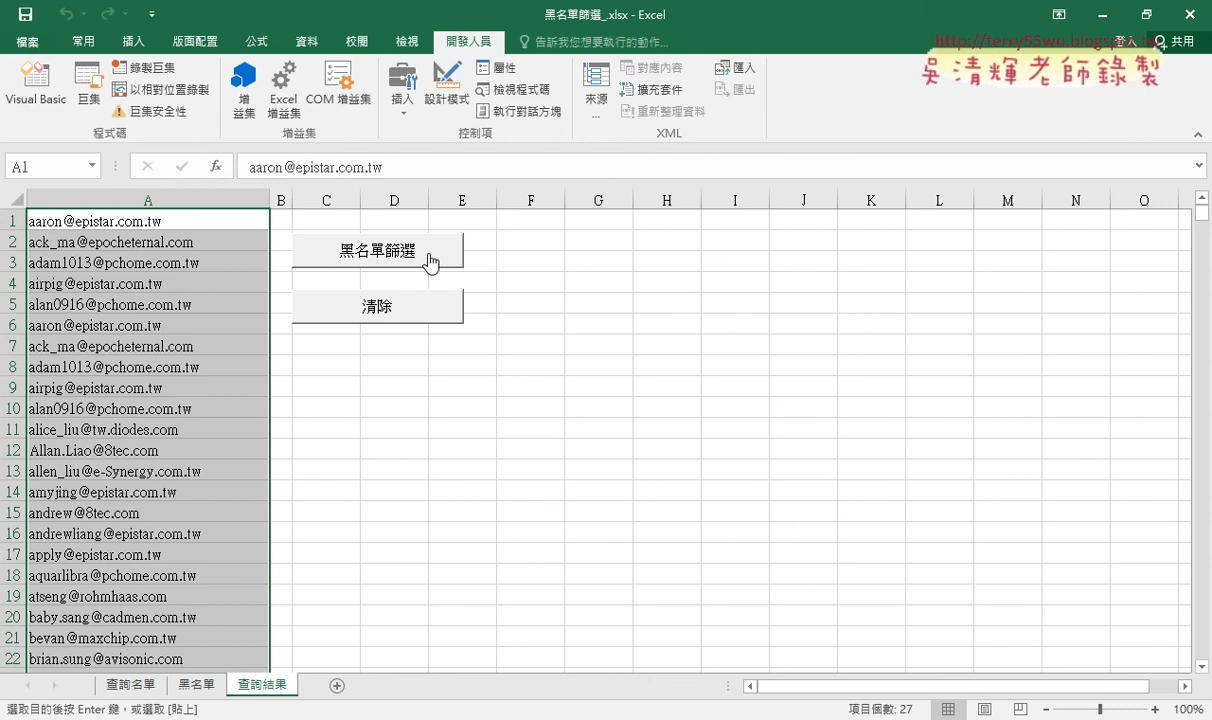 黑名單篩選_.xlsx - Excel
檔案 常用 插入 版面配置 公式 資料 校閱 檢視 開發人員 告訴我您想要執行的動作... 登入 共用
http://terry55wu.blogspot.tw
吳清輝老師錄製
Visual Basic 巨集 錄製巨集 以相對位置錄製 巨集安全性
程式碼
增益集 Excel 增益集 COM 增益集
增益集
插入 設計模式 屬性 檢視程式碼 執行對話方塊
控制項
來源... 對應內容 擴充套件 重新整理資料 匯入 匯出
XML
A1 fx aaron@epistar.com.tw
A B C D E F G H I J K L M N O
1 aaron@epistar.com.tw
2 ack_ma@epocheternal.com
3 adam1013@pchome.com.tw
4 airpig@epistar.com.tw
5 alan0916@pchome.com.tw
6 aaron@epistar.com.tw
7 ack_ma@epocheternal.com
8 adam1013@pchome.com.tw
9 airpig@epistar.com.tw
10 alan0916@pchome.com.tw
11 alice_liu@tw.diodes.com
12 Allan.Liao@8tec.com
13 allen_liu@e-Synergy.com.tw
14 amyjing@epistar.com.tw
15 andrew@8tec.com
16 andrewliang@epistar.com.tw
17 apply@epistar.com.tw
18 aquarlibra@pchome.com.tw
19 atseng@rohmhaas.com
20 baby.sang@cadmen.com.tw
21 bevan@maxchip.com.tw
22 brian.sung@avisonic.com
黑名單篩選
清除
查詢名單 黑名單 查詢結果
選取目的後按 Enter 鍵，或選取 [貼上] 項目個數: 27 100%